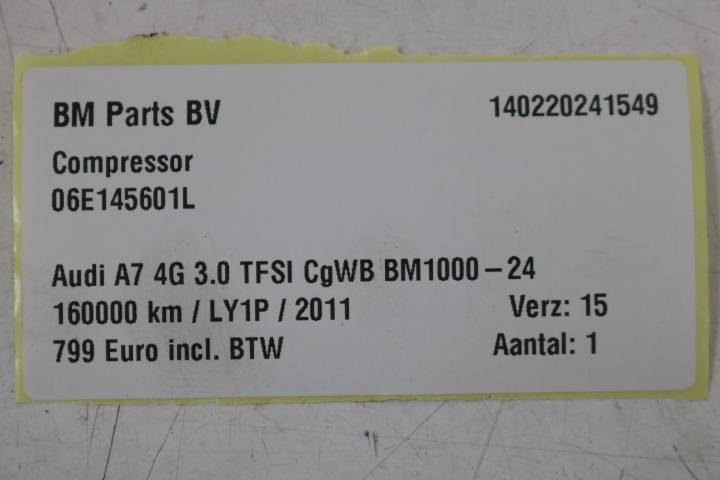 BM Parts BV 140220241549
Compressor
06E145601L
Audi A7 4G 3.0 TFSI CgWB BM1000-24
160000 km / LY1P / 2011 Verz: 15
799 Euro incl. BTW Aantal: 1